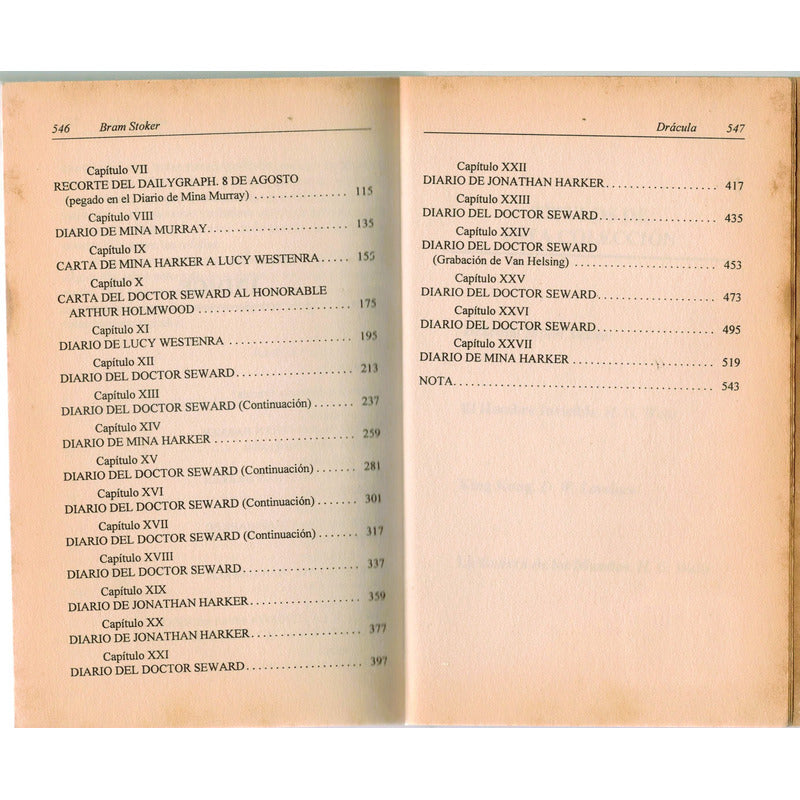 546 Bram Stoker
Capítulo VII
RECORTE DEL DAILYGRAPH. 8 DE AGOSTO
(pegado en el Diario de Mina Murray) .................. 115
Capítulo VIII
DIARIO DE MINA MURRAY........................... 135
Capítulo IX
CARTA DE MINA HARKER A LUCY WESTENRA..... 155
Capítulo X
CARTA DEL DOCTOR SEWARD AL HONORABLE
ARTHUR HOLMWOOD ............................. 175
Capítulo XI
DIARIO DE LUCY WESTENRA ........................ 195
Capítulo XII
DIARIO DEL DOCTOR SEWARD....................... 213
Capítulo XIII
DIARIO DEL DOCTOR SEWARD (Continuación) ....... 237
Capítulo XIV
DIARIO DE MINA HARKER .......................... 259
Capítulo XV
DIARIO DEL DOCTOR SEWARD (Continuación) ....... 281
Capítulo XVI
DIARIO DEL DOCTOR SEWARD (Continuación) ....... 301
Capítulo XVII
DIARIO DEL DOCTOR SEWARD (Continuación) ....... 317
Capítulo XVIII
DIARIO DEL DOCTOR SEWARD....................... 337
Capítulo XIX
DIARIO DE JONATHAN HARKER...................... 359
Capítulo XX
DIARIO DE JONATHAN HARKER...................... 377
Capítulo XXI
DIARIO DEL DOCTOR SEWARD....................... 397
Drácula 547
Capítulo XXII
DIARIO DE JONATHAN HARKER...................... 417
Capítulo XXIII
DIARIO DEL DOCTOR SEWARD....................... 435
Capítulo XXIV
DIARIO DEL DOCTOR SEWARD
(Grabación de Van Helsing) ............................ 453
Capítulo XXV
DIARIO DEL DOCTOR SEWARD....................... 473
Capítulo XXVI
DIARIO DEL DOCTOR SEWARD....................... 495
Capítulo XXVII
DIARIO DE MINA HARKER .......................... 519
NOTA................................................ 543